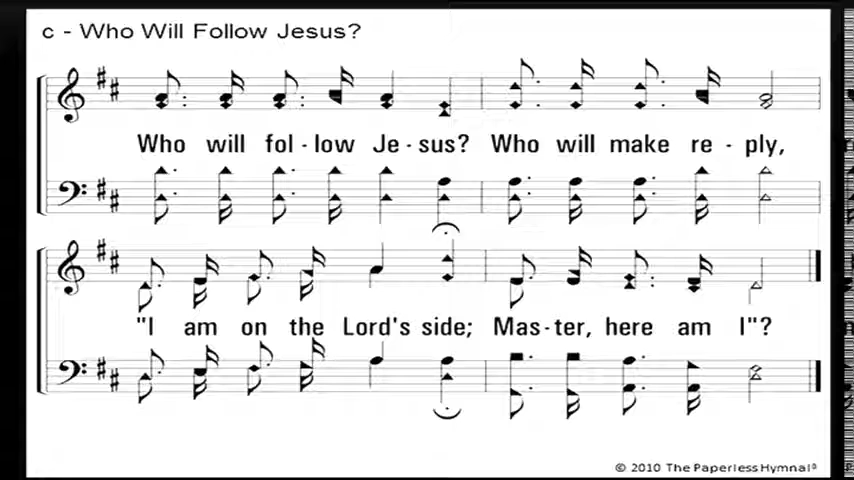 c - Who Will Follow Jesus?
Who will fol - low Je - sus? Who will make re - ply,
"I am on the Lord's side; Mas - ter, here am I"?
© 2010 The Paperless Hymnal®